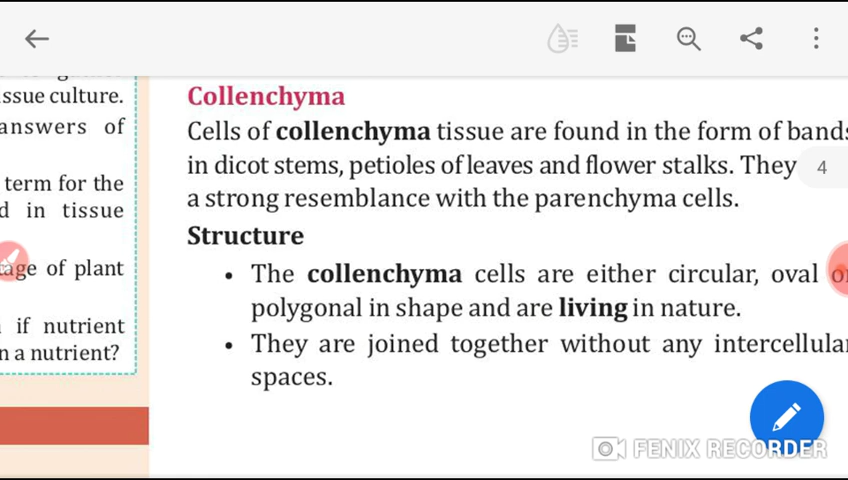 ssue culture.
answers of
term for the
d in tissue
tage of plant
if nutrient
n a nutrient?
Collenchyma
Cells of collenchyma tissue are found in the form of bands
in dicot stems, petioles of leaves and flower stalks. They
a strong resemblance with the parenchyma cells.
Structure
• The collenchyma cells are either circular, oval or
polygonal in shape and are living in nature.
• They are joined together without any intercellular
spaces.
4
FENIX RECORDER